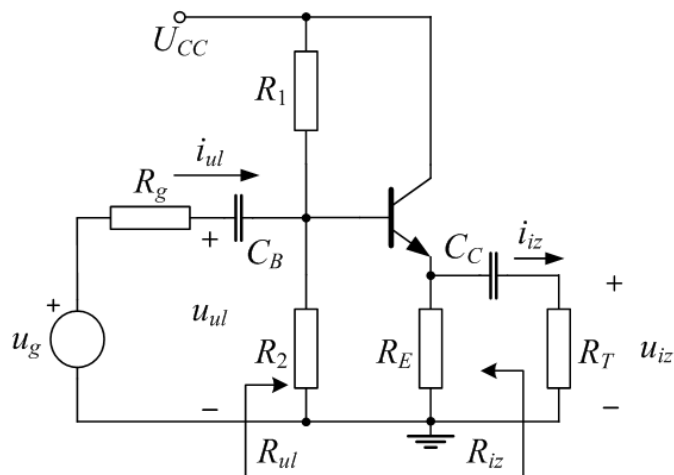 U_CC
R_1
i_ul
R_g
+
C_B
C_C
i_iz
+
u_g
+
u_ul
R_2
R_E
R_T
u_iz
–
–
R_ul
R_iz